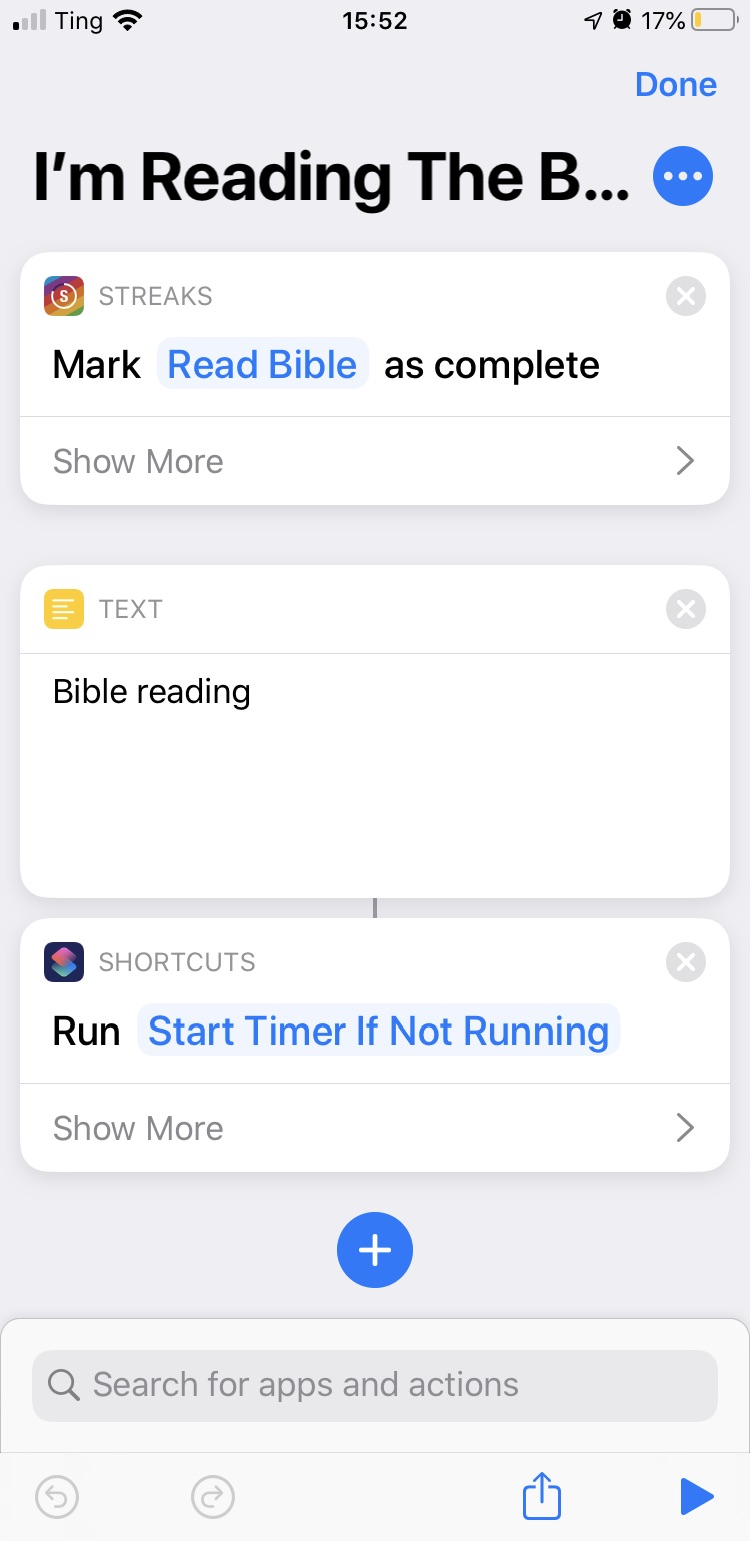 Ting 15:52 17%
Done
I'm Reading The B...
STREAKS
Mark Read Bible as complete
Show More
TEXT
Bible reading
SHORTCUTS
Run Start Timer If Not Running
Show More
Search for apps and actions